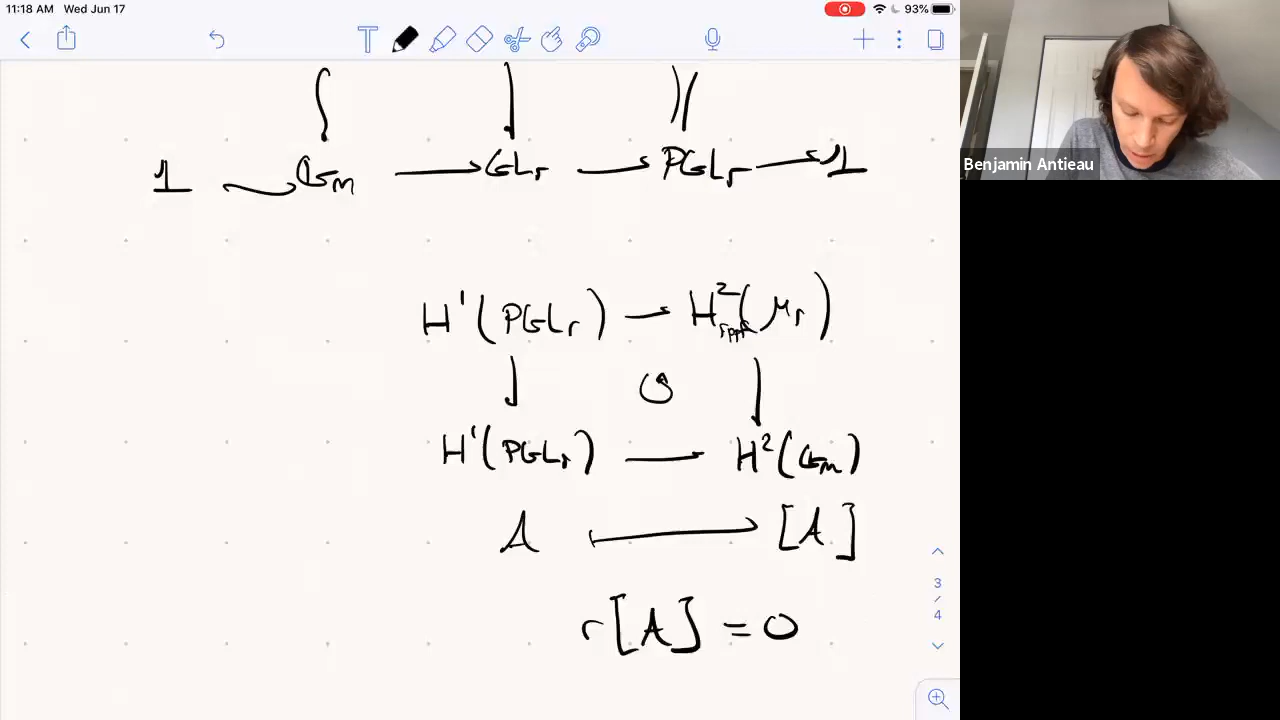 11:18 AM Wed Jun 17
93%
T
1 → 𝔾m → GLr → PGLr → 1
H¹(PGLr) → H²fppf(μr)
H¹(PGLr) → H²(𝔾m)
A ↦ [A]
r[A] = 0
Benjamin Antieau
3
/
4